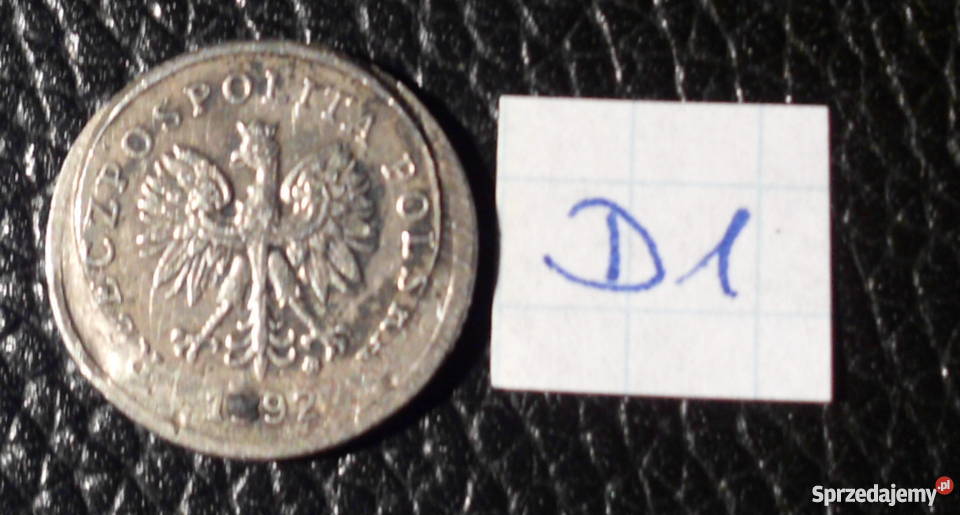 RZECZPOSPOLITA POLSKA
1992
D1
Sprzedajemy.pl